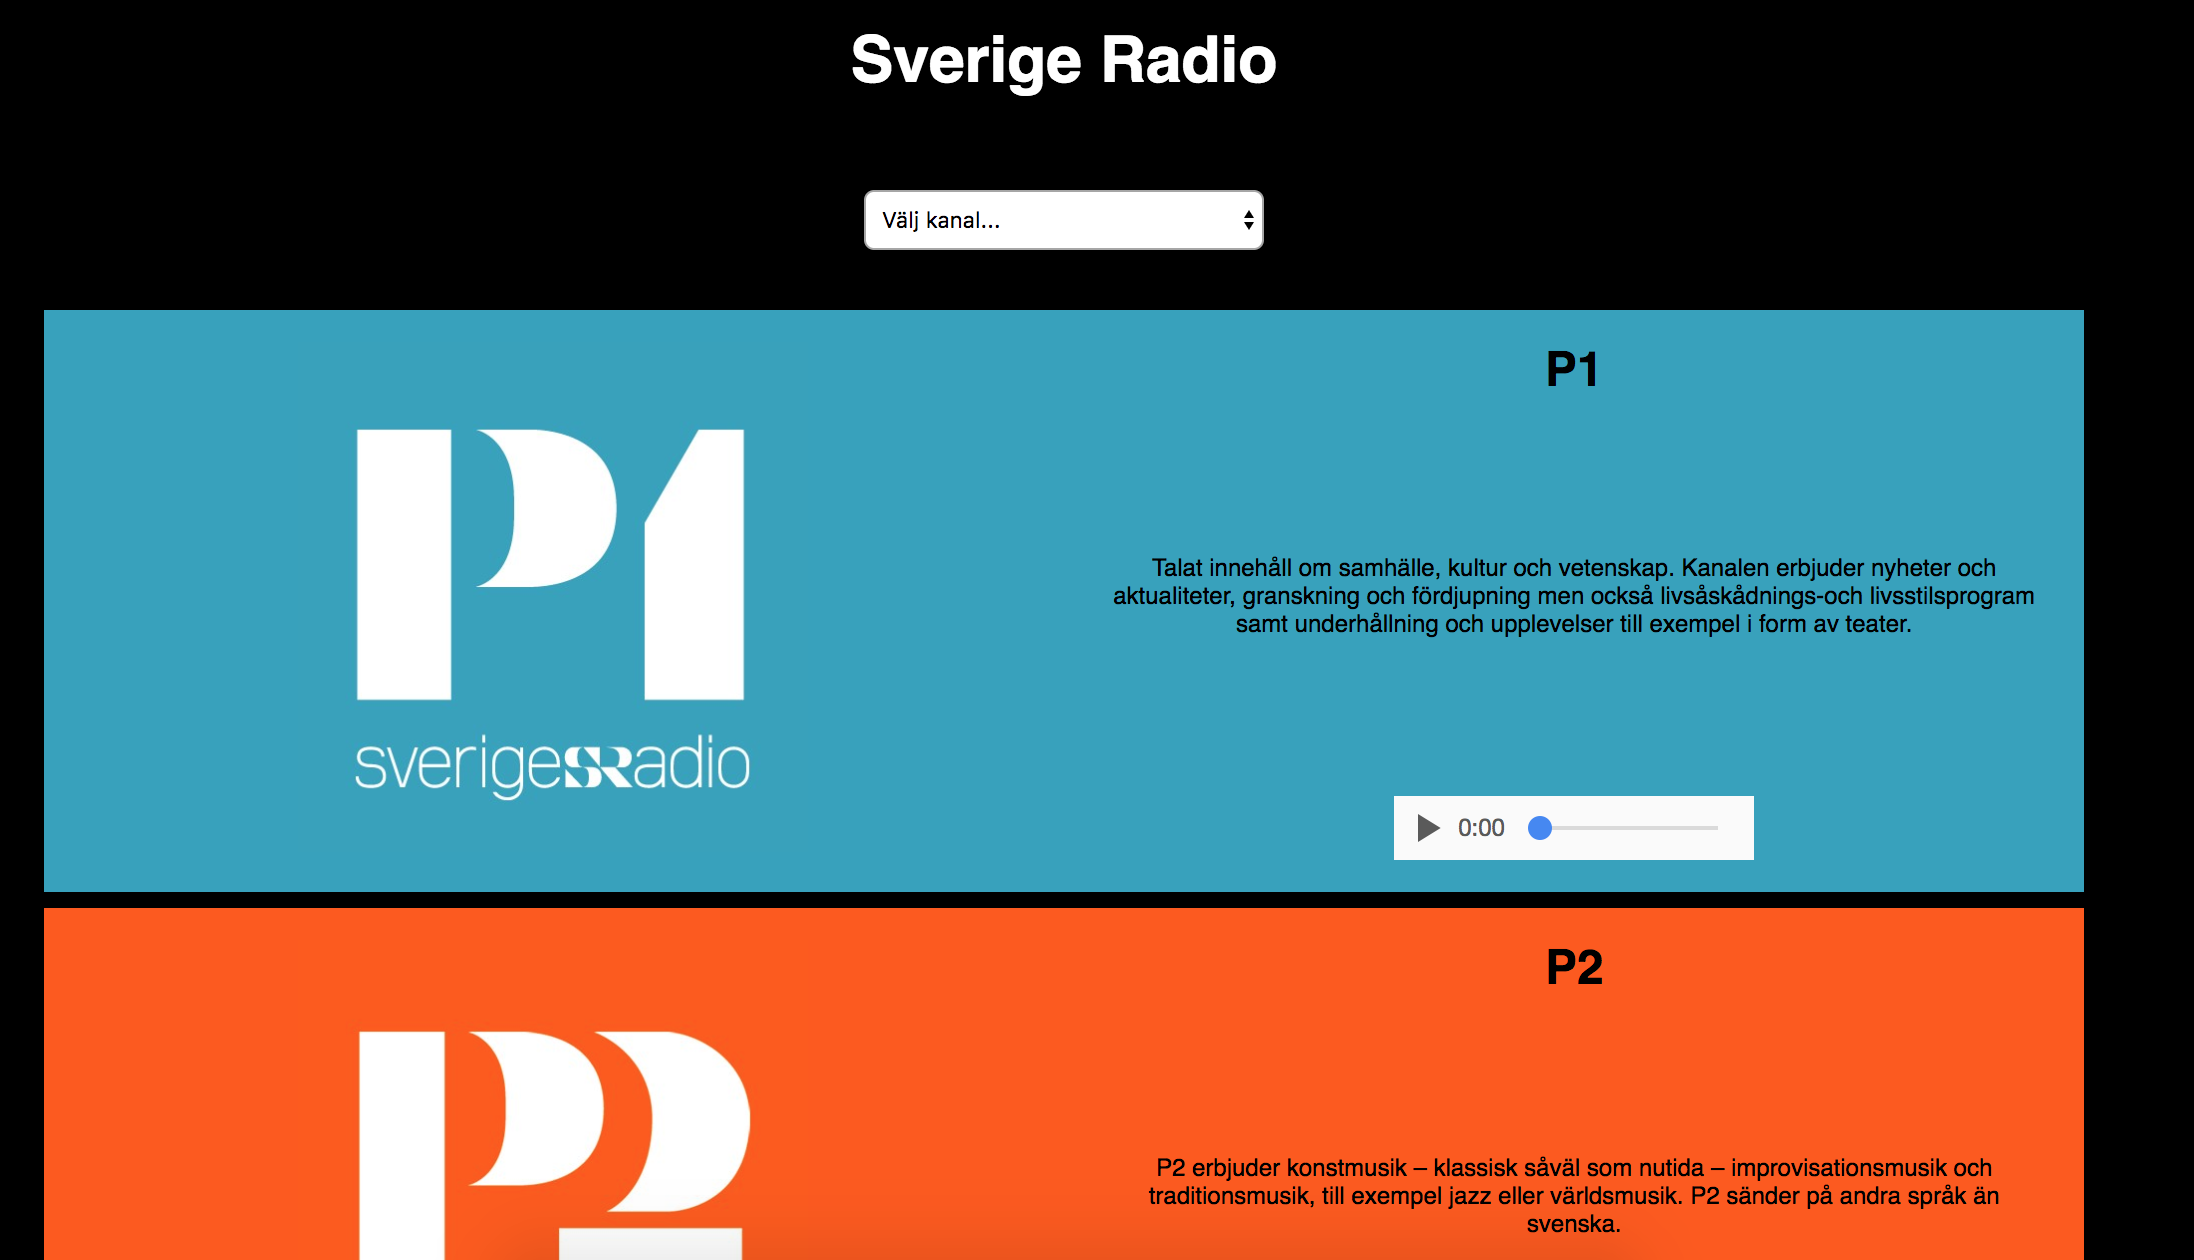 Sverige Radio
Välj kanal...
P1
P1
sverigesSRadio
Talat innehåll om samhälle, kultur och vetenskap. Kanalen erbjuder nyheter och
aktualiteter, granskning och fördjupning men också livsåskådnings-och livsstilsprogram
samt underhållning och upplevelser till exempel i form av teater.
0:00
P2
P2
P2 erbjuder konstmusik – klassisk såväl som nutida – improvisationsmusik och
traditionsmusik, till exempel jazz eller världsmusik. P2 sänder på andra språk än
svenska.